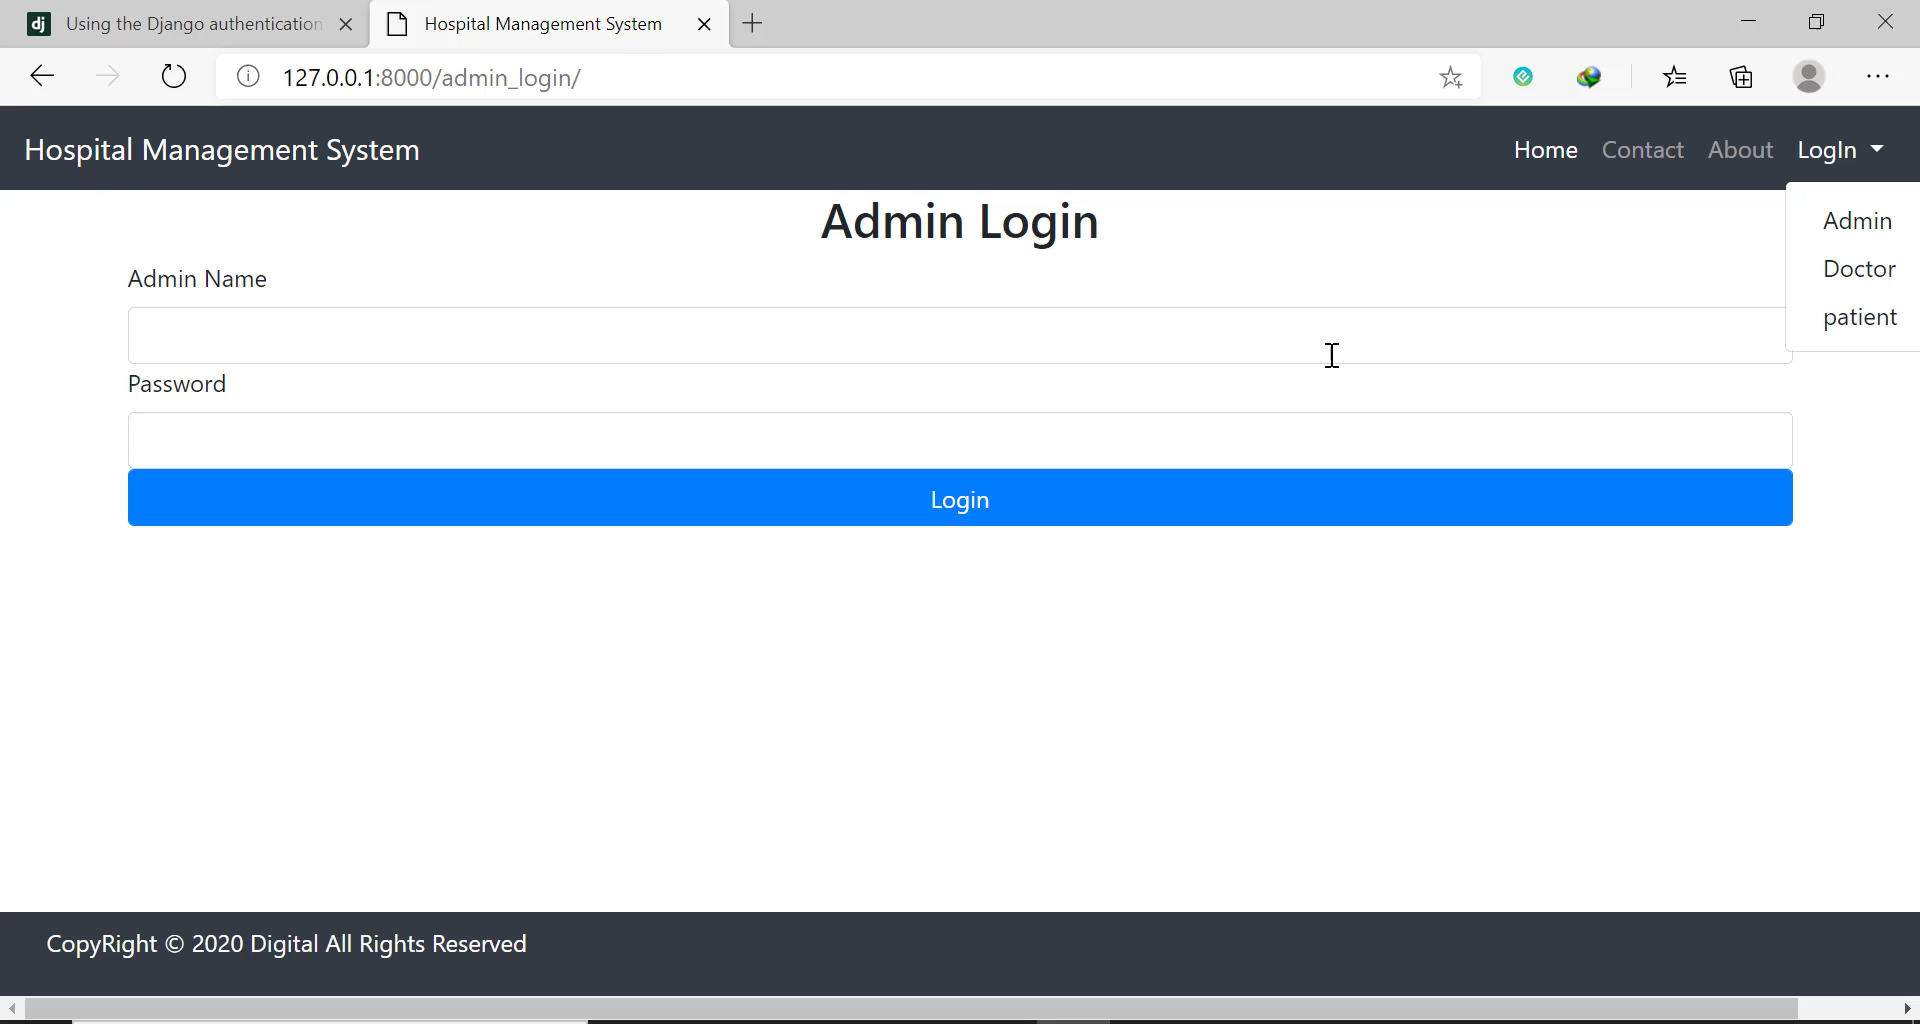 Using the Django authentication
Hospital Management System
127.0.0.1:8000/admin_login/
Hospital Management System
Home
Contact
About
LogIn
Admin
Doctor
patient
Admin Login
Admin Name
Password
Login
CopyRight © 2020 Digital All Rights Reserved